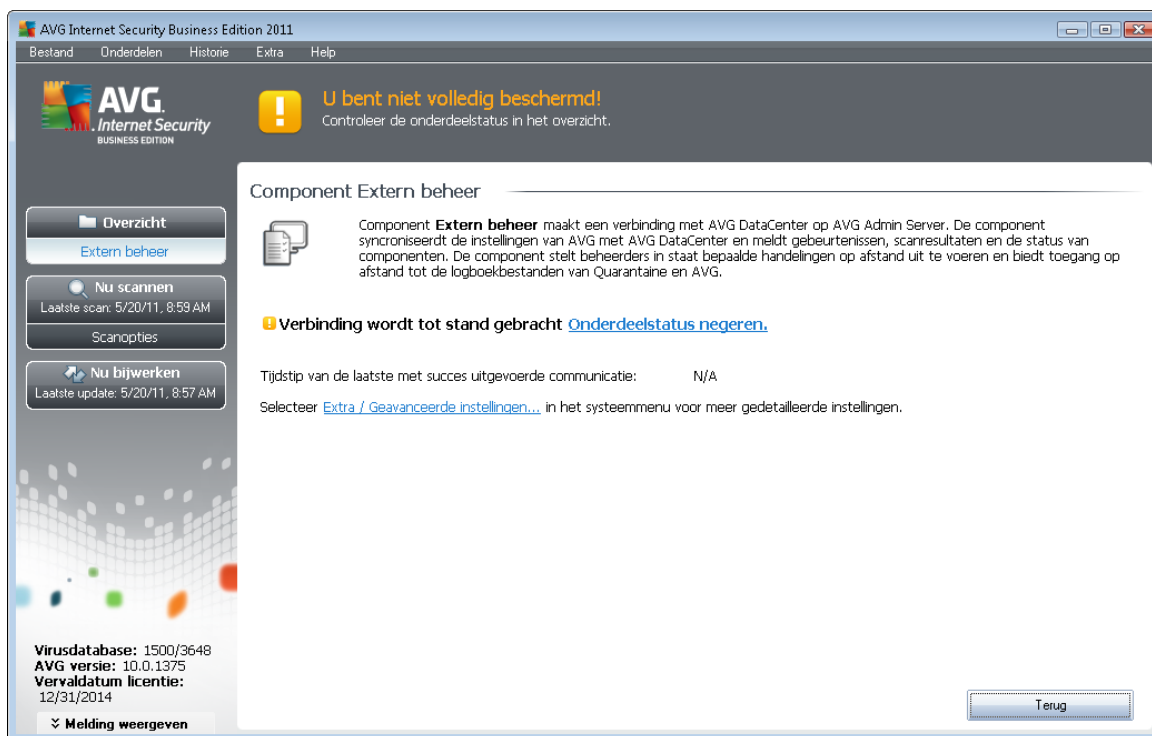 AVG Internet Security Business Edition 2011
Bestand Onderdelen Historie Extra Help
AVG.
Internet Security
BUSINESS EDITION
U bent niet volledig beschermd!
Controleer de onderdeelstatus in het overzicht.
Overzicht
Extern beheer
Nu scannen
Laatste scan: 5/20/11, 8:59 AM
Scanopties
Nu bijwerken
Laatste update: 5/20/11, 8:57 AM
Virusdatabase: 1500/3648
AVG versie: 10.0.1375
Vervaldatum licentie:
12/31/2014
Melding weergeven
Component Extern beheer
Component Extern beheer maakt een verbinding met AVG DataCenter op AVG Admin Server. De component
syncroniseerdt de instellingen van AVG met AVG DataCenter en meldt gebeurtenissen, scanresultaten en de status van
componenten. De component stelt beheerders in staat bepaalde handelingen op afstand uit te voeren en biedt toegang op
afstand tot de logboekbestanden van Quarantaine en AVG.
Verbinding wordt tot stand gebracht Onderdeelstatus negeren.
Tijdstip van de laatste met succes uitgevoerde communicatie: N/A
Selecteer Extra / Geavanceerde instellingen... in het systeemmenu voor meer gedetailleerde instellingen.
Terug